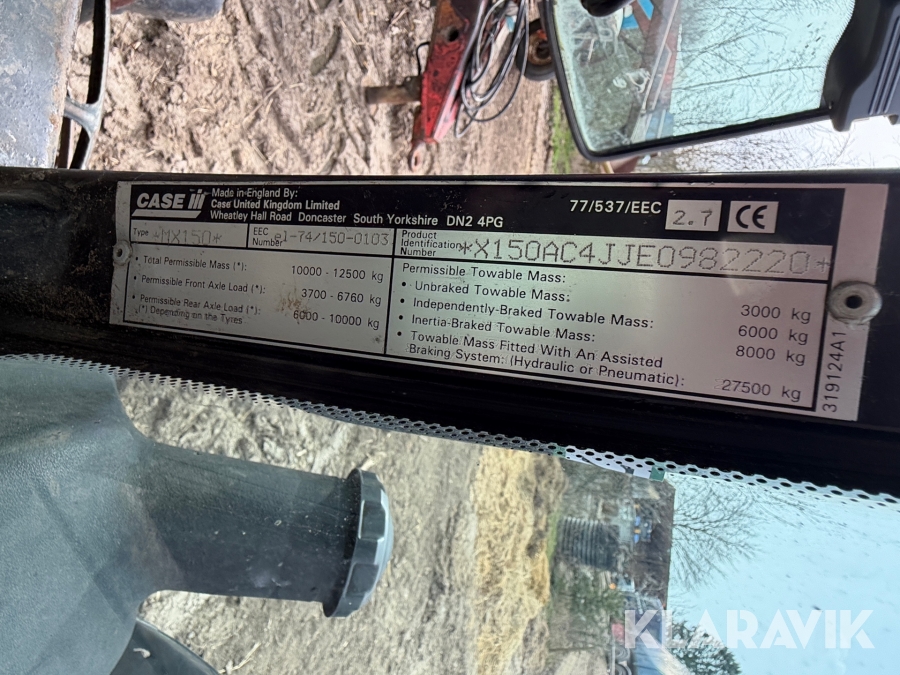 CASE III
Made in England By:
Case United Kingdom Limited
Wheatley Hall Road Doncaster South Yorkshire DN2 4PG
77/537/EEC
2.7
CE
Type
*MX150*
EEC Number
e1-74/150-0103
Product Identification Number
*X150AC4JJE0982220*
• Total Permissible Mass (*): 10000 - 12500 kg
• Permissible Front Axle Load (*): 3700 - 6760 kg
• Permissible Rear Axle Load (*): 6000 - 10000 kg
(*) Depending on the Tyres
Permissible Towable Mass:
• Unbraked Towable Mass: 3000 kg
• Independently-Braked Towable Mass: 6000 kg
• Inertia-Braked Towable Mass: 8000 kg
• Towable Mass Fitted With An Assisted
Braking System: (Hydraulic or Pneumatic): 27500 kg
319124A1
KLARAVIK